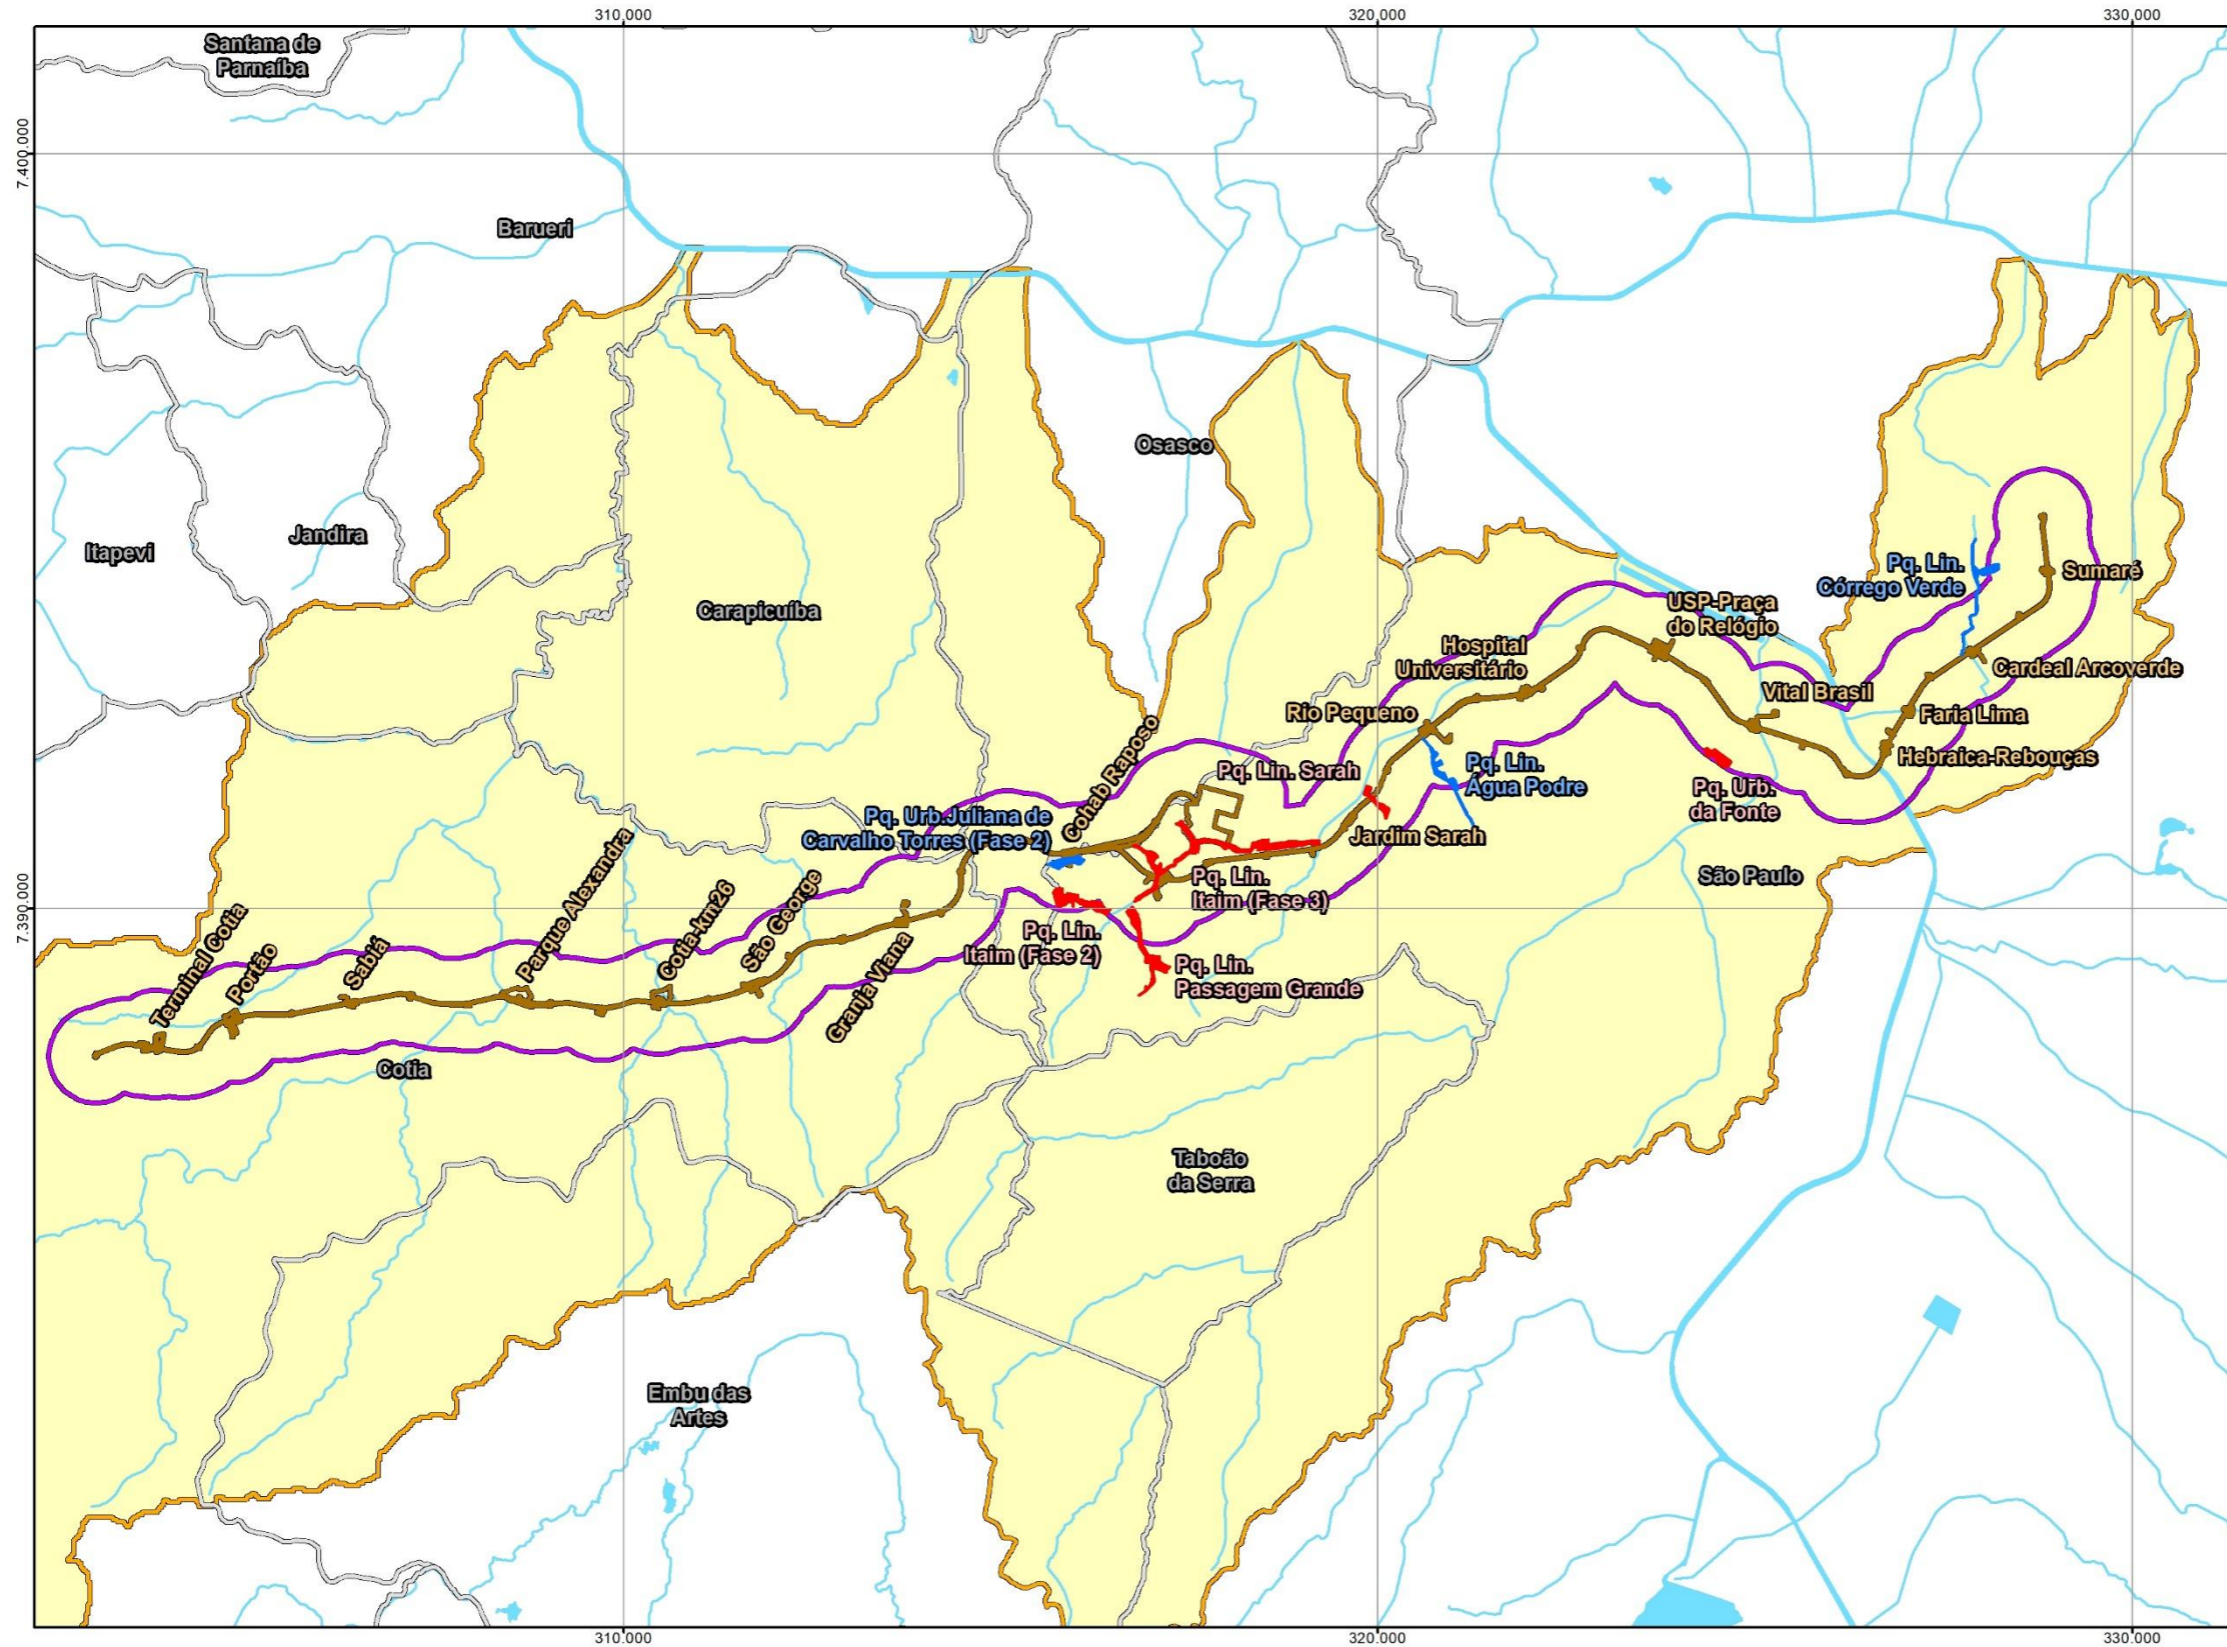 310.000
320.000
330.000
Santana de
Parnaíba
7.400.000
Barueri
Osasco
Itapevi
Jandira
Carapicuíba
Pq. Lin.
Córrego Verde
Sumaré
USP-Praça
do Relógio
Hospital
Universitário
Cardeal Arcoverde
Vital Brasil
Rio Pequeno
Faria Lima
Hebraica-Rebouças
Cohab Raposo
Pq. Lin. Sarah
Pq. Lin.
Água Podre
Pq. Urb.
da Fonte
Pq. Urb.Juliana de
Carvalho Torres (Fase 2)
Jardim Sarah
São Paulo
Pq. Lin.
Itaim (Fase 3)
7.390.000
Terminal Cotia
Portão
Sabiá
Parque Alexandra
Cotia-km26
São George
Granja Viana
Pq. Lin.
Itaim (Fase 2)
Pq. Lin.
Passagem Grande
Cotia
Taboão
da Serra
Embu das
Artes
310.000
320.000
330.000